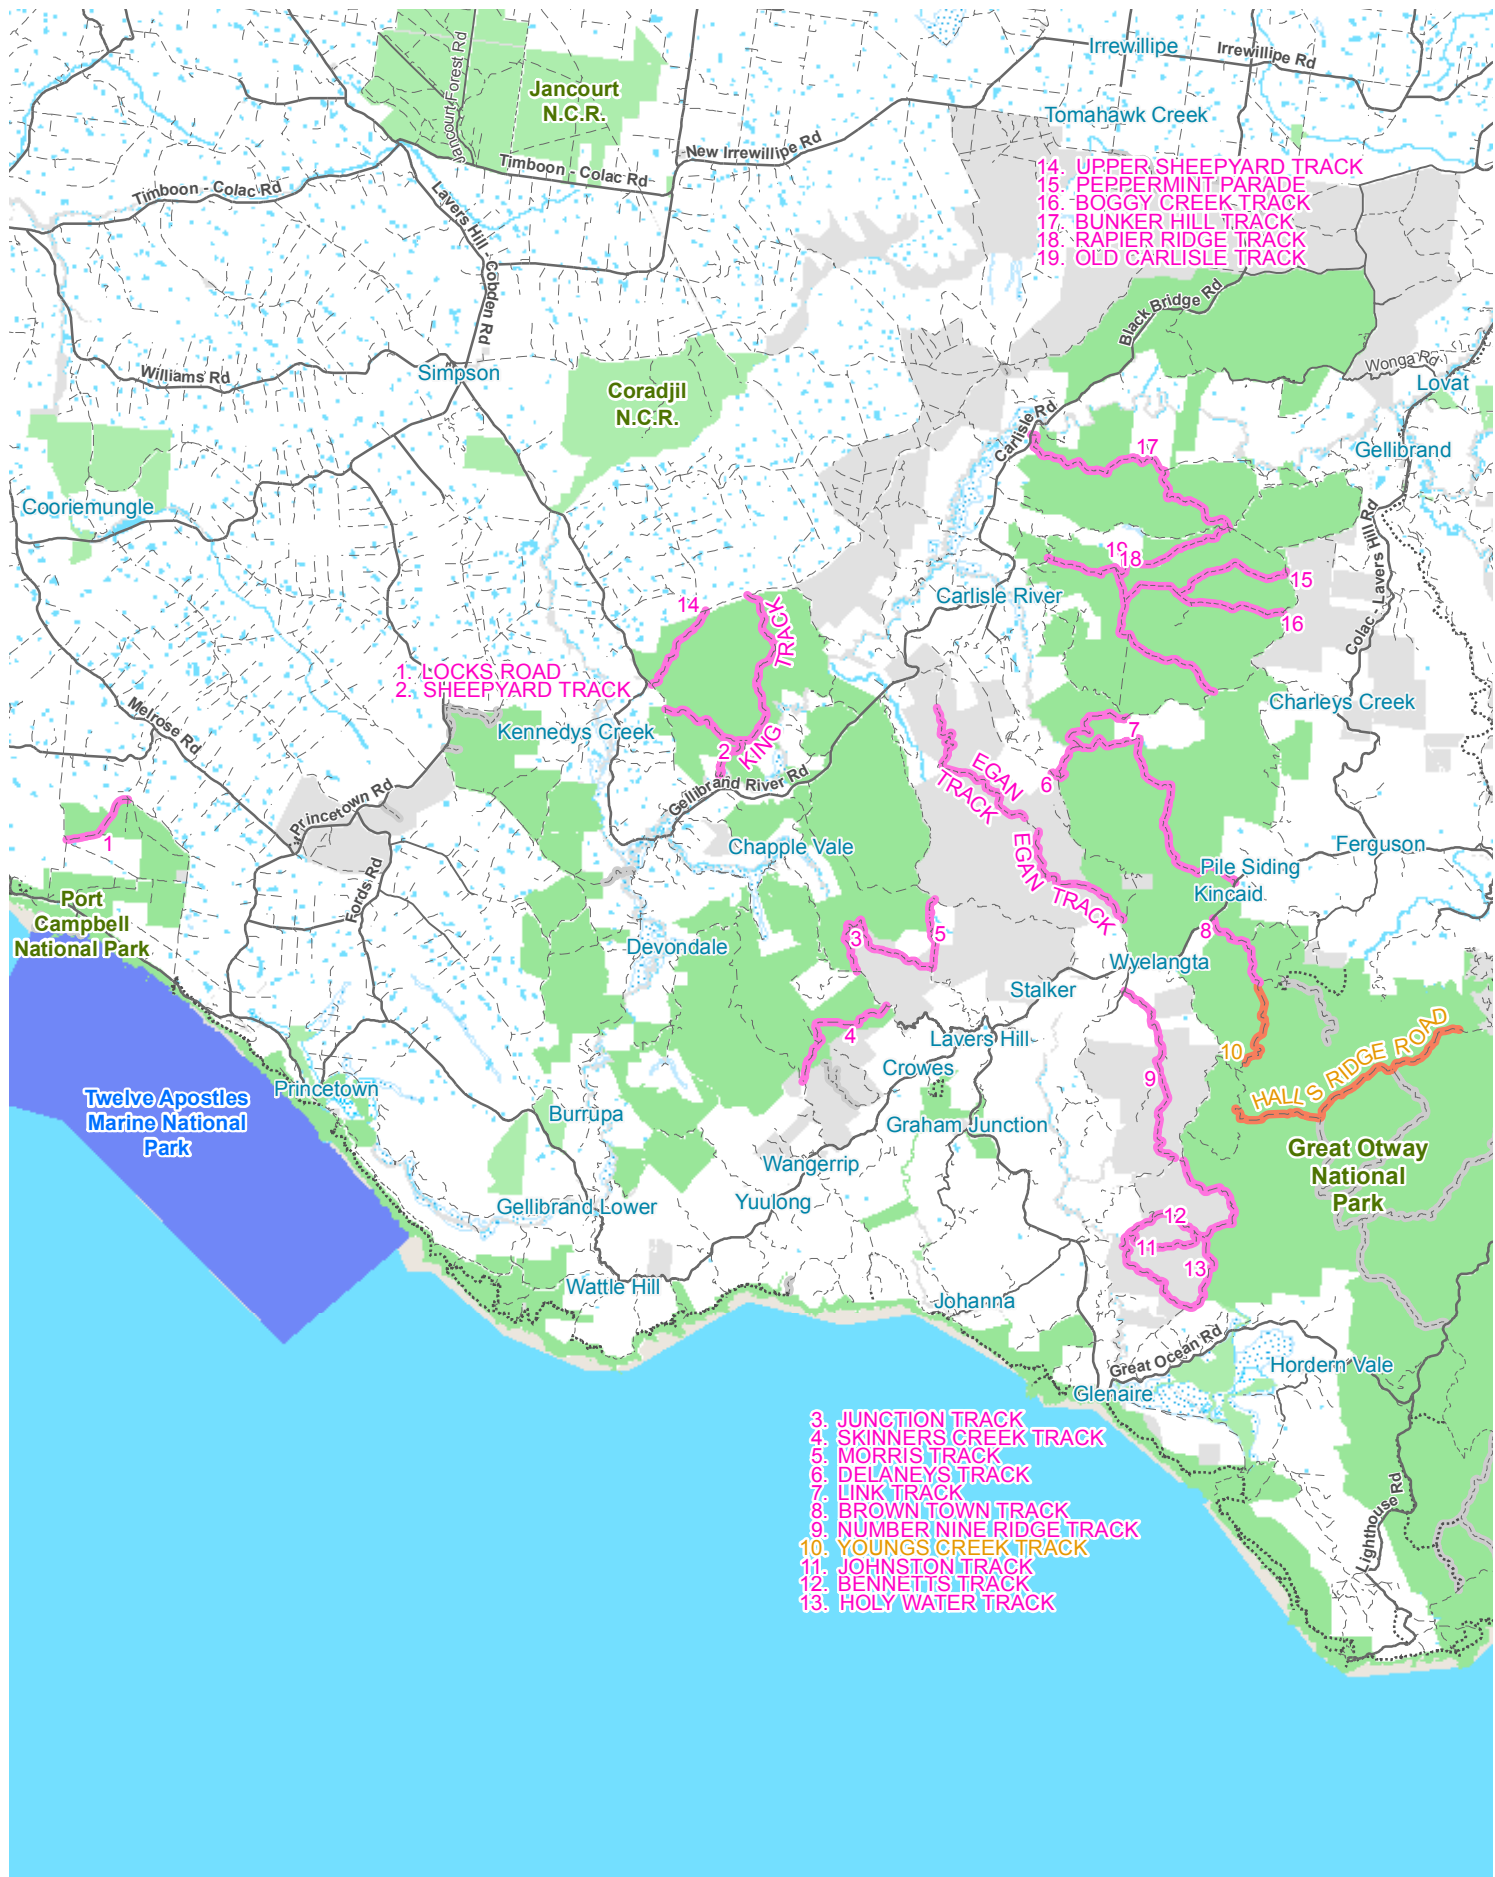 Irrewillipe
Irrewillipe Rd
Jancourt
N.C.R.
Jancourt Forest Rd
Tomahawk Creek
New Irrewillipe Rd
Timboon - Colac Rd
Timboon - Colac Rd
14. UPPER SHEEPYARD TRACK
15. PEPPERMINT PARADE
16. BOGGY CREEK TRACK
17. BUNKER HILL TRACK
18. RAPIER RIDGE TRACK
19. OLD CARLISLE TRACK
Lavers Hill - Cobden Rd
Black Bridge Rd
Wonga Rd
Lovat
Williams Rd
Simpson
Coradjil
N.C.R.
Carlisle Rd
17
Gellibrand
Cooriemungle
Colac - Lavers Hill Rd
19
18
15
Carlisle River
14
16
KING TRACK
1. LOCKS ROAD
2. SHEEPYARD TRACK
Charleys Creek
Melrose Rd
Kennedys Creek
7
2
EGAN TRACK
6
Gellibrand River Rd
Princetown Rd
1
Chapple Vale
EGAN TRACK
Ferguson
Pile Siding
Kincaid
Fords Rd
Port
Campbell
National Park
3
5
8
Devondale
Wyelangta
Stalker
4
Lavers Hill
10
HALLS RIDGE ROAD
Crowes
9
Princetown
Twelve Apostles
Marine National
Park
Burrupa
Graham Junction
Great Otway
National
Park
Wangerrip
Yuulong
Gellibrand Lower
12
11
13
Wattle Hill
Johanna
Great Ocean Rd
Hordern Vale
Glenaire
3. JUNCTION TRACK
4. SKINNERS CREEK TRACK
5. MORRIS TRACK
6. DELANEYS TRACK
7. LINK TRACK
8. BROWN TOWN TRACK
9. NUMBER NINE RIDGE TRACK
10. YOUNGS CREEK TRACK
11. JOHNSTON TRACK
12. BENNETTS TRACK
13. HOLY WATER TRACK
Lighthouse Rd